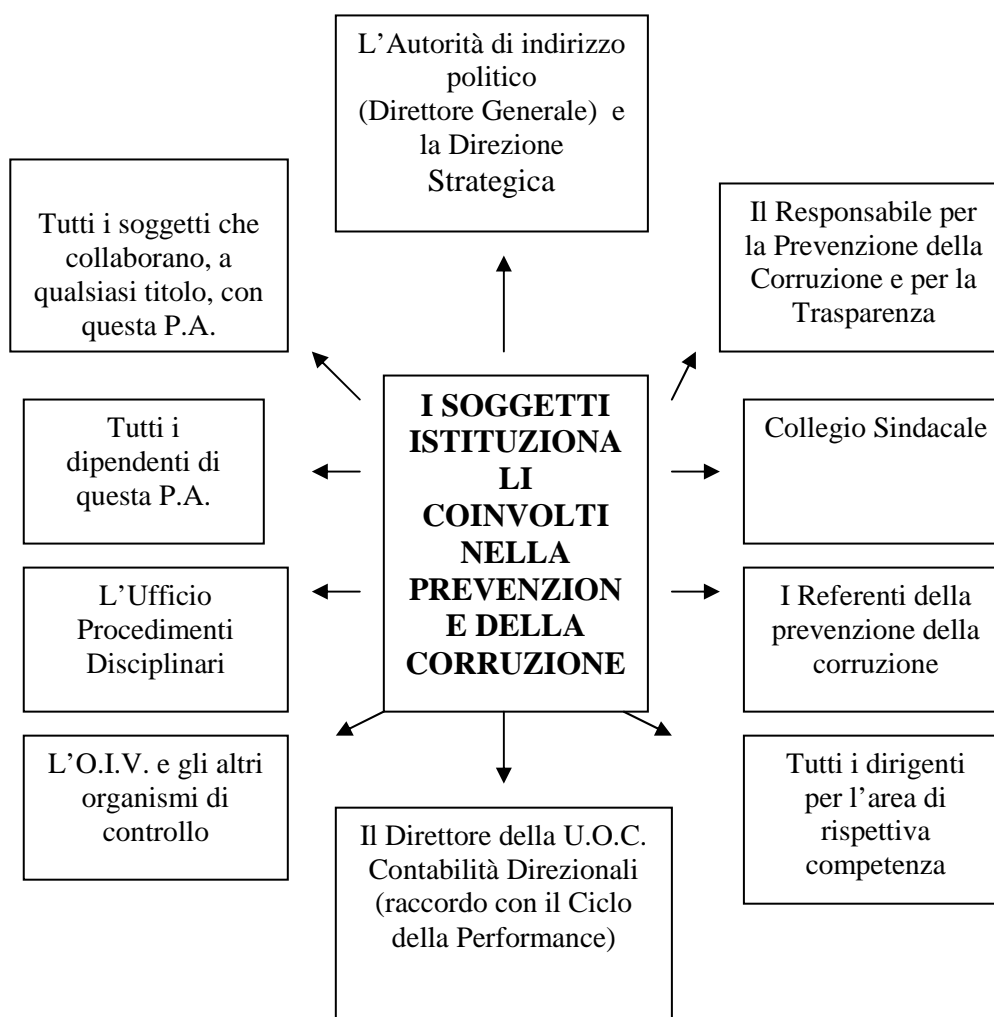 L’Autorità di indirizzo
politico
(Direttore Generale)  e
la Direzione
Strategica
Tutti i soggetti che
collaborano, a
qualsiasi titolo, con
questa P.A.
Il Responsabile per
la Prevenzione della
Corruzione e per la
Trasparenza
I SOGGETTI
ISTITUZIONA
LI
COINVOLTI
NELLA
PREVENZION
E DELLA
CORRUZIONE
Tutti i
dipendenti di
questa P.A.
Collegio Sindacale
L’Ufficio
Procedimenti
Disciplinari
I Referenti della
prevenzione della
corruzione
L’O.I.V. e gli altri
organismi di
controllo
Tutti i dirigenti
per l’area di
rispettiva
competenza
Il Direttore della U.O.C.
Contabilità Direzionali
(raccordo con il Ciclo
della Performance)